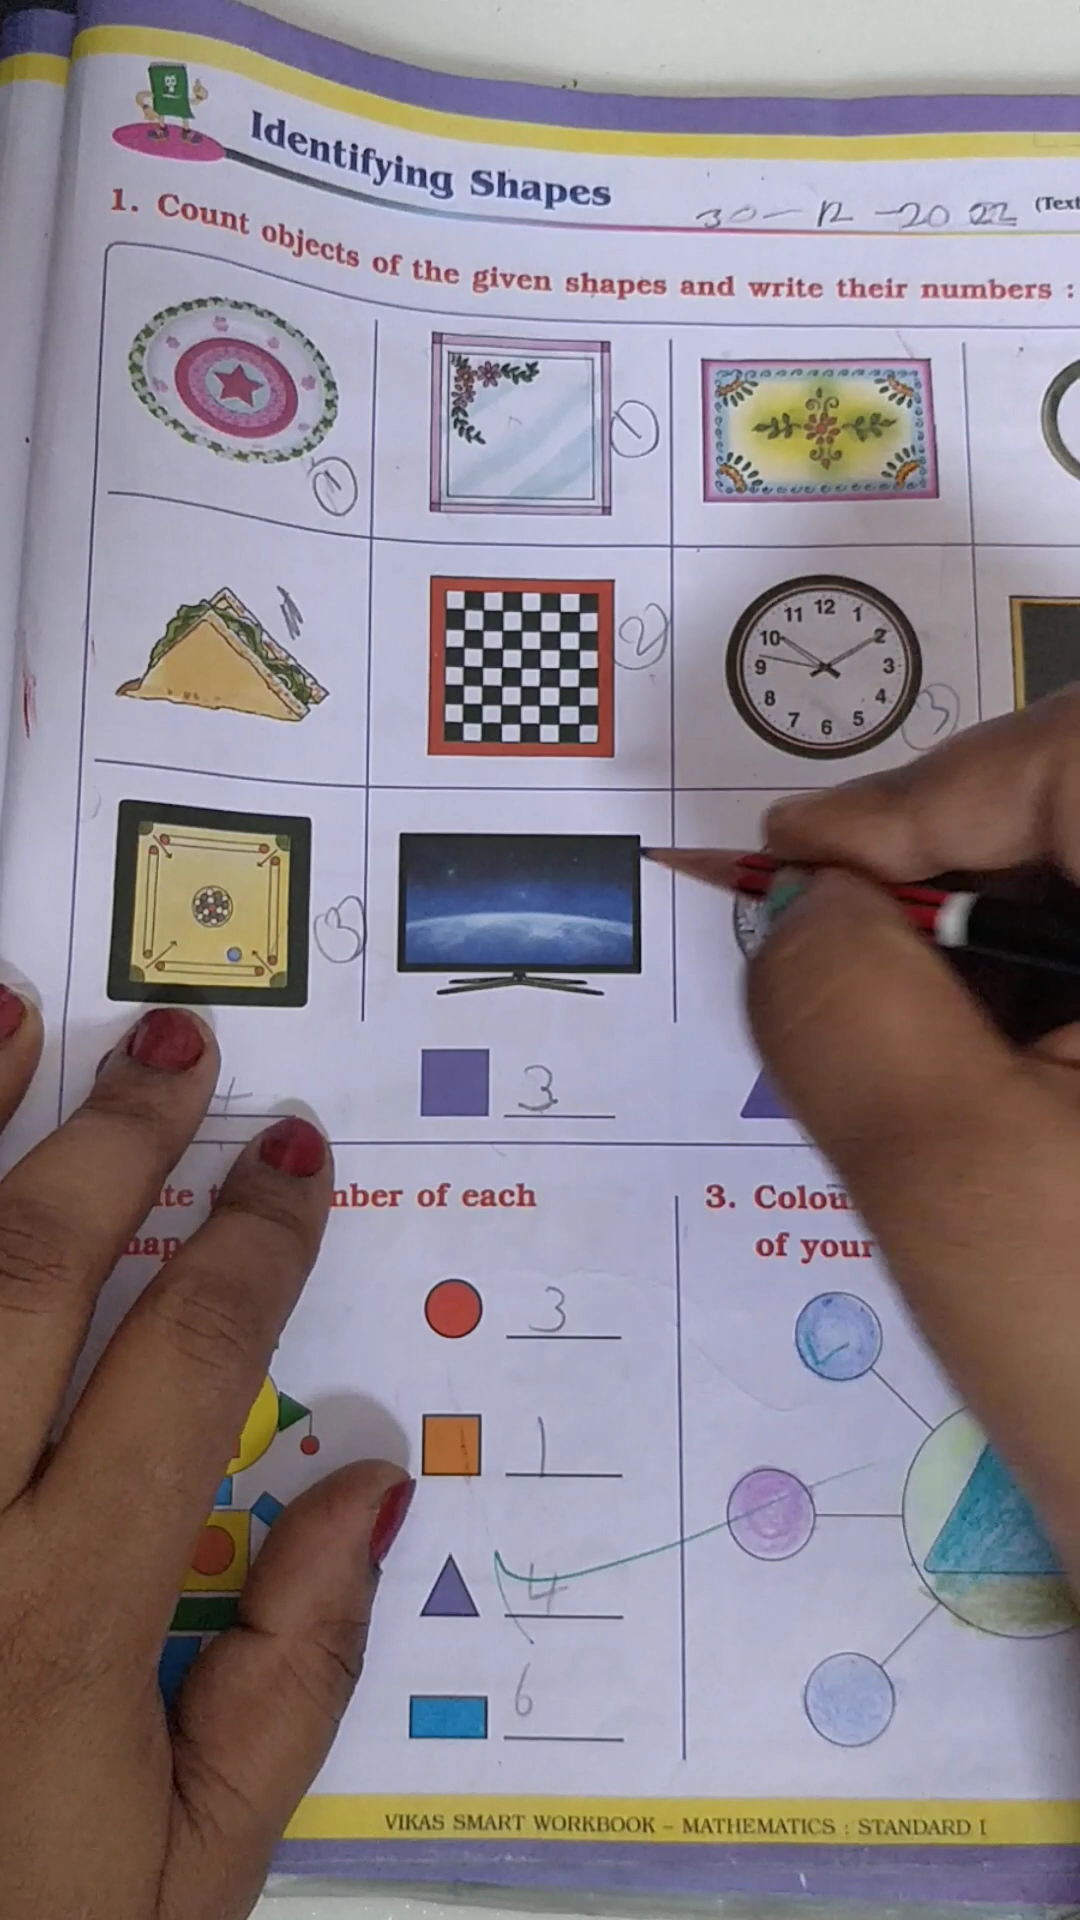 Identifying Shapes
30-12-2022 (Text
1. Count objects of the given shapes and write their numbers :
1
1
2
11 12 1
10 2
9 3
8 4
7 6 5
3
3
4
3
mber of each
3. Colou
of your
3
1
4
6
VIKAS SMART WORKBOOK – MATHEMATICS : STANDARD I